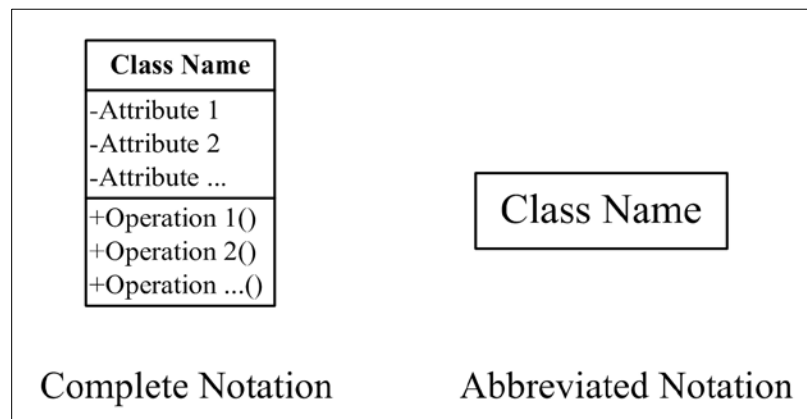 Class Name
-Attribute 1
-Attribute 2
-Attribute ...
+Operation 1()
+Operation 2()
+Operation ...()
Complete Notation
Class Name
Abbreviated Notation